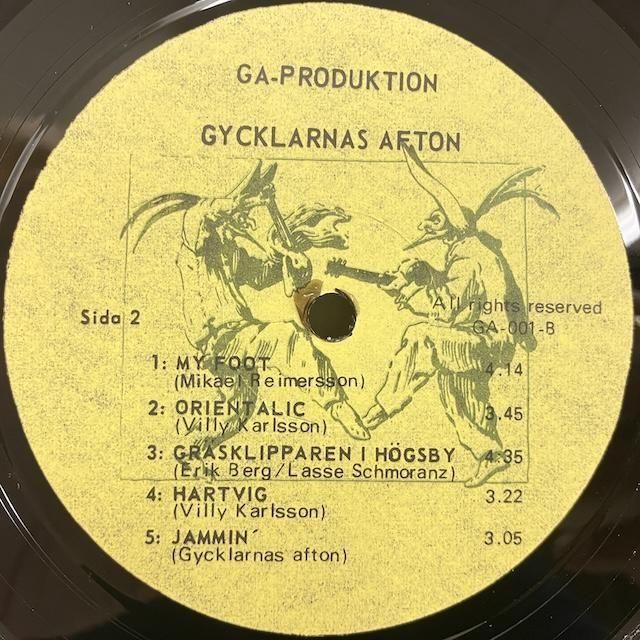 GA-PRODUKTION
GYCKLARNAS AFTON
Sida 2
All rights reserved
GA-001-B
1: MY FOOT 4.14
(Mikael Reimersson)
2: ORIENTALIC 3.45
(Villy Karlsson)
3: GRÄSKLIPPAREN I HÖGSBY 4.35
(Erik Berg/Lasse Schmoranz)
4: HARTVIG 3.22
(Villy Karlsson)
5: JAMMIN´ 3.05
(Gycklarnas afton)